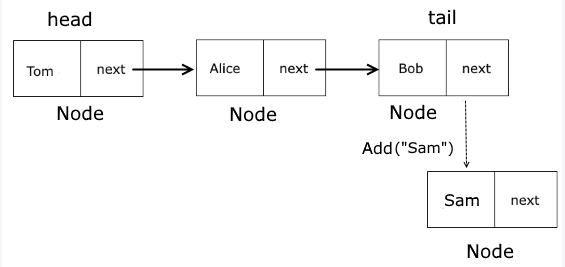 head
tail
Tom
next
Alice
next
Bob
next
Node
Node
Node
Add("Sam")
Sam
next
Node